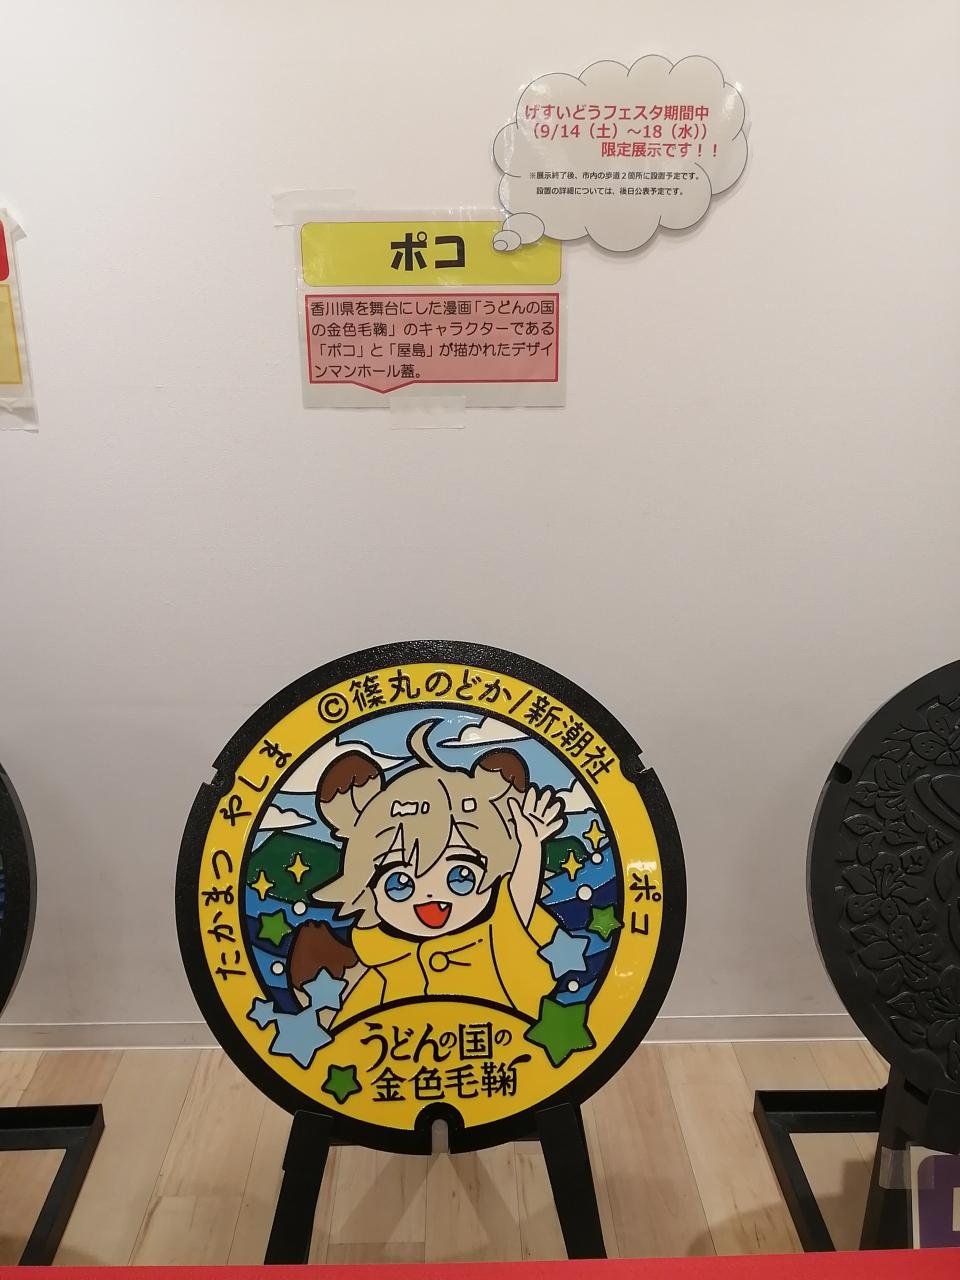 げすいどうフェスタ期間中
（9/14（土）～18（水））
限定展示です！！
※展示終了後、市内の歩道２箇所に設置予定です。
設置の詳細については、後日公表予定です。
ポコ
香川県を舞台にした漫画「うどんの国
の金色毛鞠」のキャラクターである
「ポコ」と「屋島」が描かれたデザイ
ンマンホール蓋。
©篠丸のどか/新潮社
たかまつ やしま
ポコ
うどんの国の
金色毛鞠